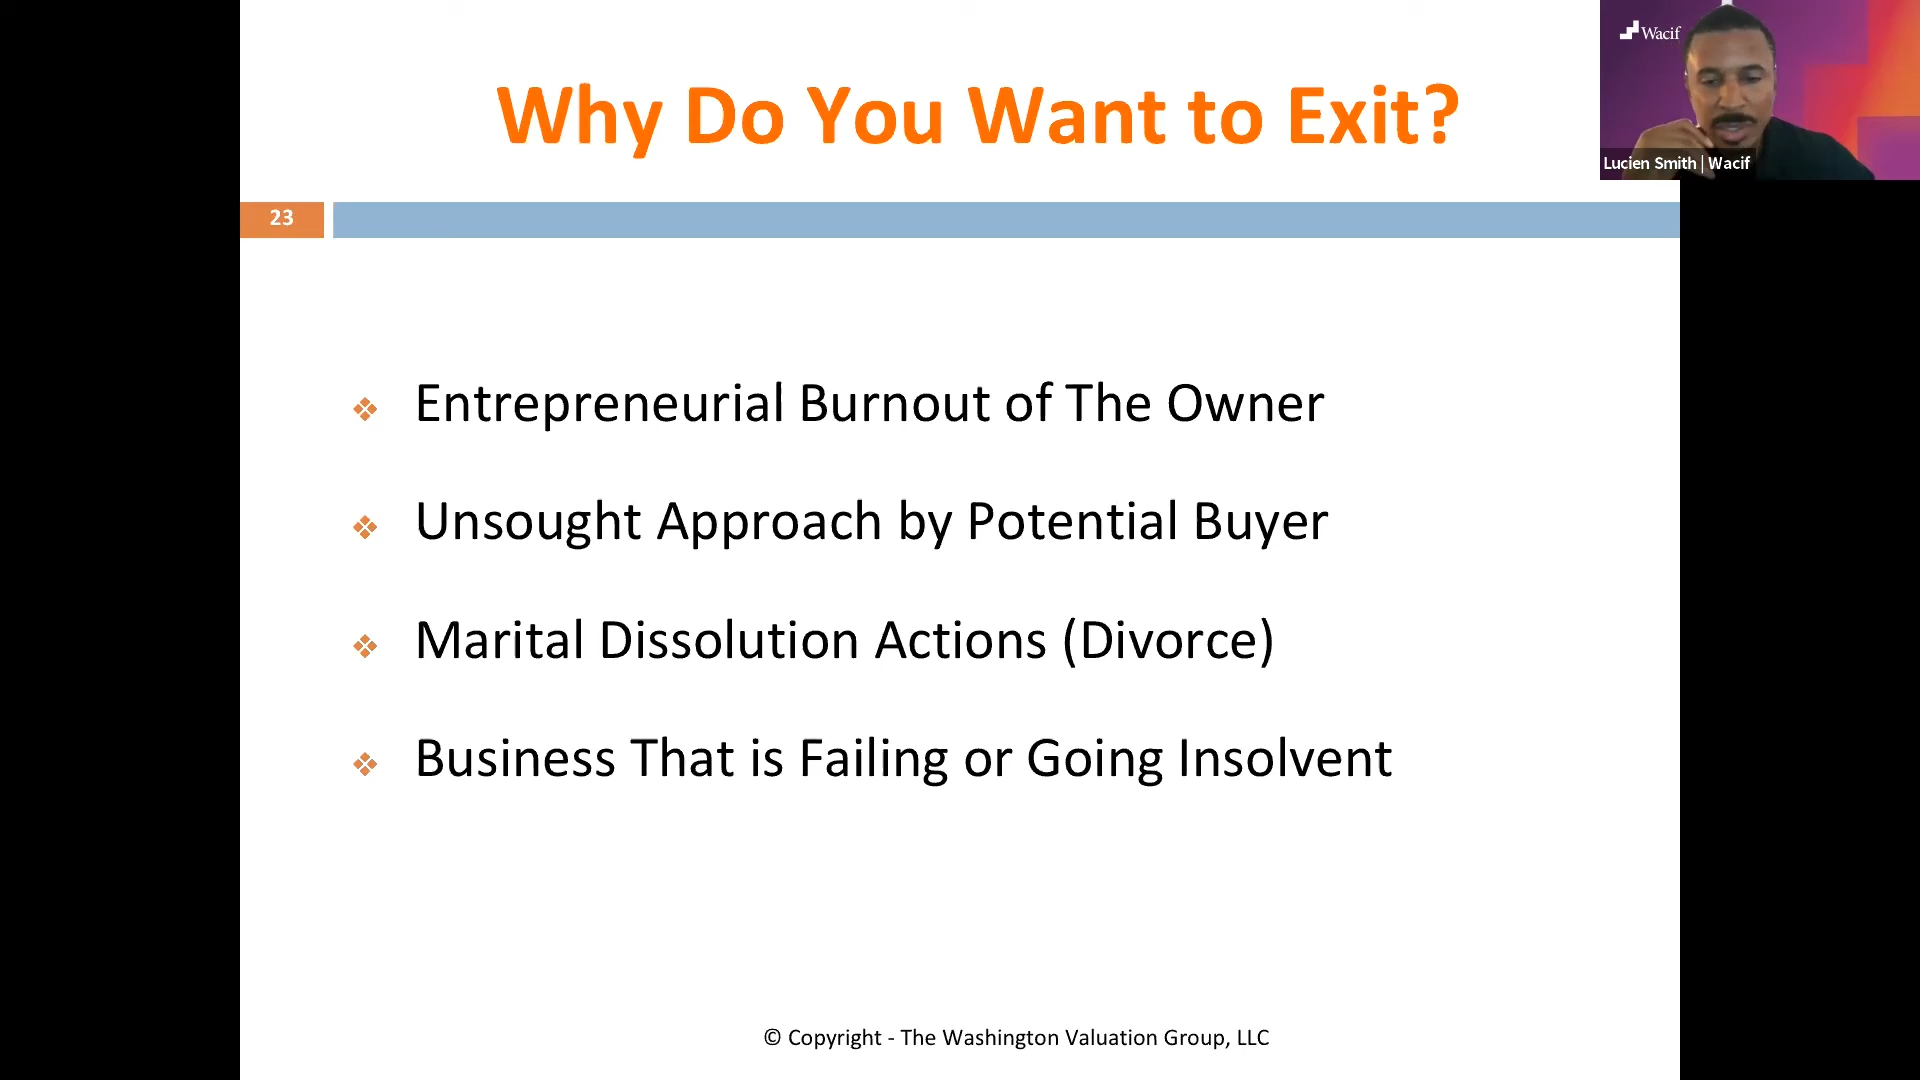 Why Do You Want to Exit?
Wacif
Lucien Smith | Wacif
23
Entrepreneurial Burnout of The Owner
Unsought Approach by Potential Buyer
Marital Dissolution Actions (Divorce)
Business That is Failing or Going Insolvent
© Copyright - The Washington Valuation Group, LLC